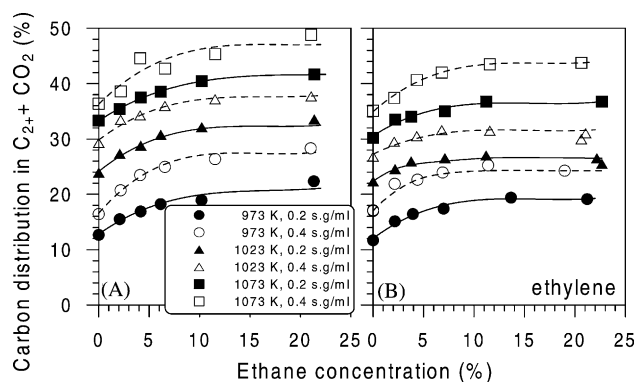 Carbon distribution in C2+ + CO2 (%)
50
40
30
20
10
0
(A)
973 K, 0.2 s.g/ml
973 K, 0.4 s.g/ml
1023 K, 0.2 s.g/ml
1023 K, 0.4 s.g/ml
1073 K, 0.2 s.g/ml
1073 K, 0.4 s.g/ml
(B)
ethylene
0 5 10 15 20 25 0 5 10 15 20 25
Ethane concentration (%)